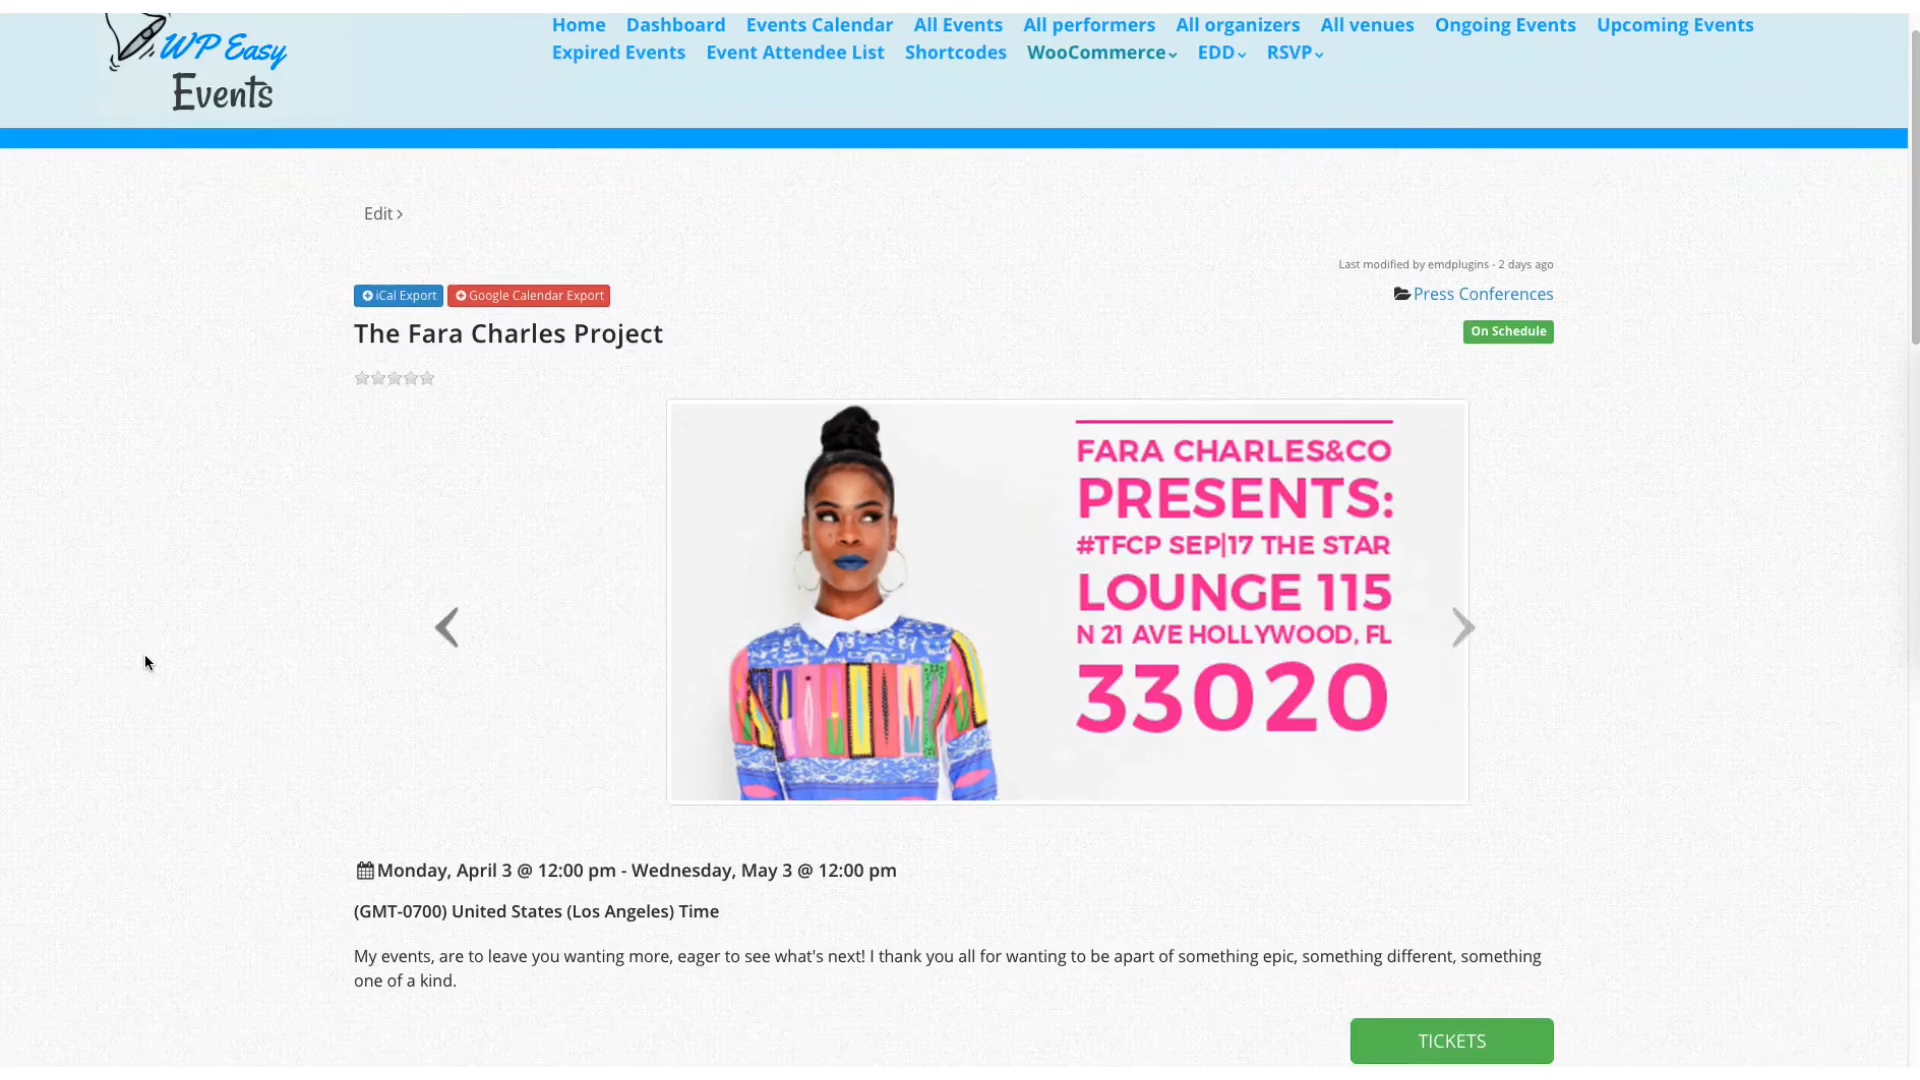 WP Easy
Events
Home Dashboard Events Calendar All Events All performers All organizers All venues Ongoing Events Upcoming Events
Expired Events Event Attendee List Shortcodes WooCommerce EDD RSVP
Edit
Last modified by emdplugins - 2 days ago
iCal Export Google Calendar Export
Press Conferences
The Fara Charles Project
On Schedule
FARA CHARLES&CO
PRESENTS:
#TFCP SEP|17 THE STAR
LOUNGE 115
N 21 AVE HOLLYWOOD, FL
33020
Monday, April 3 @ 12:00 pm - Wednesday, May 3 @ 12:00 pm
(GMT-0700) United States (Los Angeles) Time
My events, are to leave you wanting more, eager to see what's next! I thank you all for wanting to be apart of something epic, something different, something
one of a kind.
TICKETS